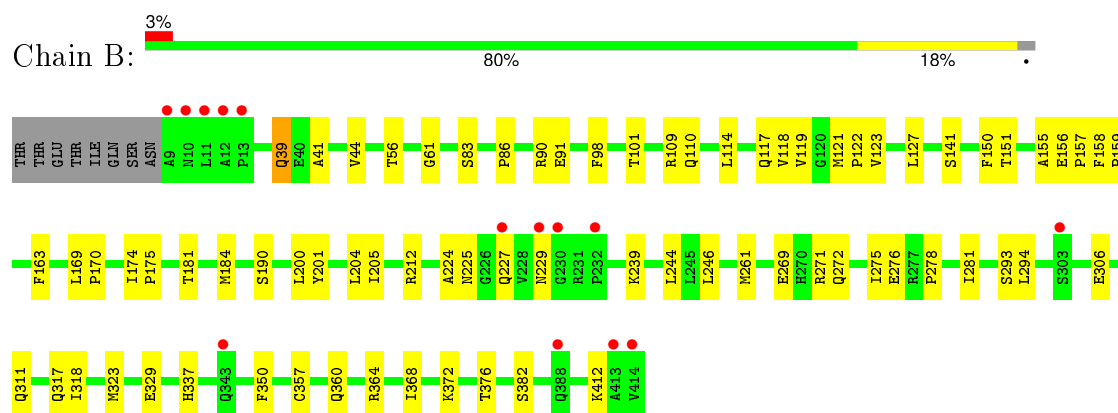 3%
Chain B:
80% 18% •
THR THR GLU THR ILE GLN SER ASN A9 N10 L11 A12 P13 Q39 E40 A41 V44 T56 G61 S83 P86 R90 E91 F98 T101 R109 Q110 L114 Q117 V118 V119 G120 M121 P122 V123 L127 S141 F150 T151 A155 E156 P157 F158 P159
F163 L169 P170 I174 P175 T181 M184 S190 L200 Y201 L204 I205 R212 A224 N225 G226 Q227 V228 N229 G230 R231 P232 K239 L244 L245 L246 M261 E269 H270 R271 Q272 I275 E276 R277 P278 I281 S293 L294 S303 E306
Q311 Q317 I318 M323 E329 H337 Q343 F350 C357 Q360 R364 I368 K372 T376 S382 Q388 K412 A413 V414